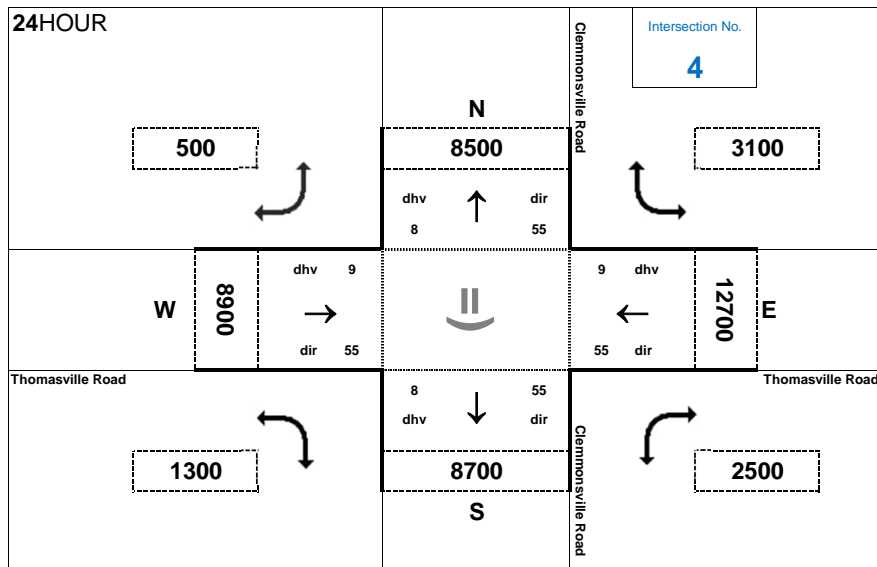 24HOUR
Intersection No.
4
Clemmonsville Road
N
500
8500
3100
dhv
dir
8
55
dhv 9
9 dhv
W
8900
12700
E
dir 55
55 dir
Thomasville Road
Thomasville Road
8
55
dhv
dir
1300
8700
2500
S
Clemmonsville Road